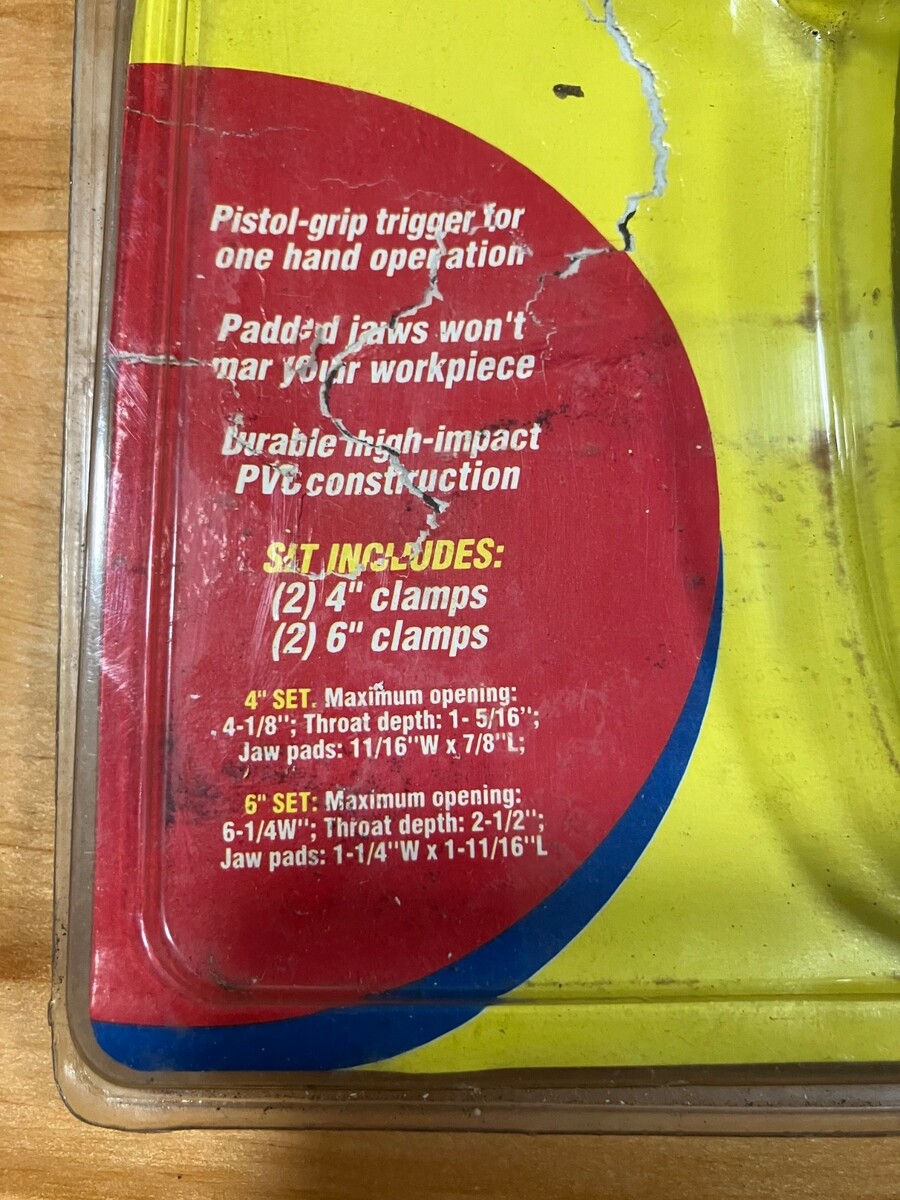 Pistol-grip trigger for
one hand operation
Padded jaws won't
mar your workpiece
Durable high-impact
PVC construction
SET INCLUDES:
(2) 4" clamps
(2) 6" clamps
4" SET: Maximum opening:
4-1/8"; Throat depth: 1- 5/16";
Jaw pads: 11/16"W x 7/8"L;
6" SET: Maximum opening:
6-1/4W"; Throat depth: 2-1/2";
Jaw pads: 1-1/4"W x 1-11/16"L